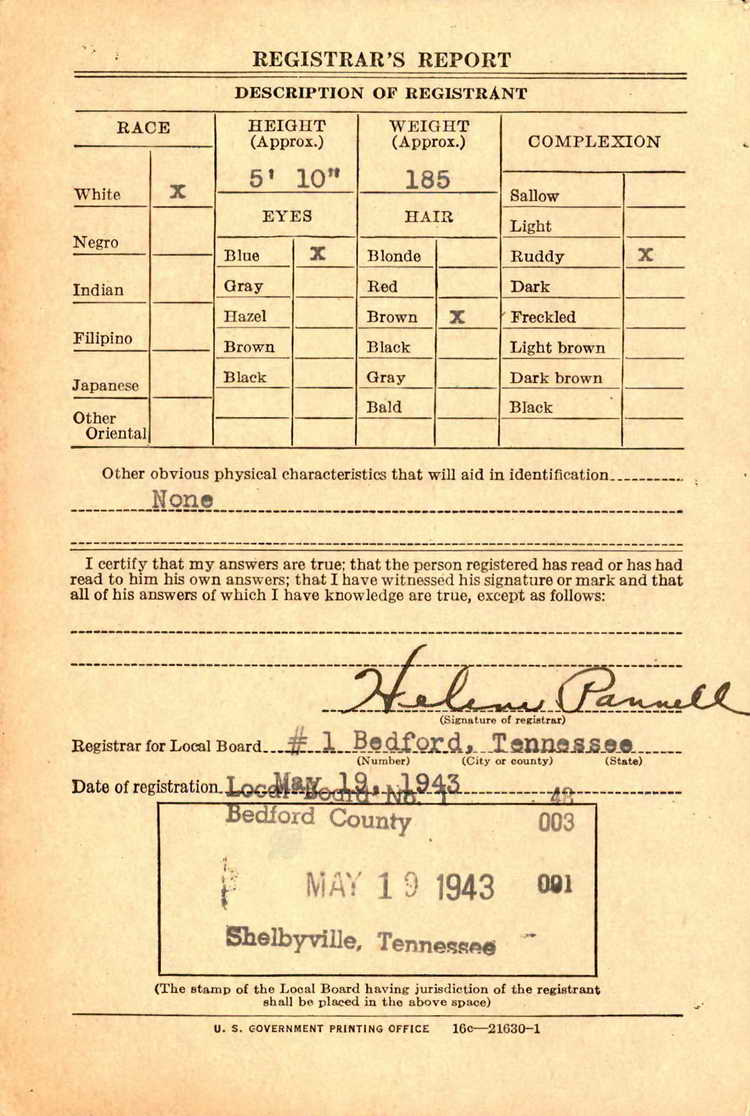 REGISTRAR'S REPORT
DESCRIPTION OF REGISTRANT
RACE
HEIGHT
(Approx.)
WEIGHT
(Approx.)
COMPLEXION
5' 10"
185
White X
Sallow
EYES
HAIR
Light
Negro
Blue X
Blonde
Ruddy X
Indian
Gray
Red
Dark
Filipino
Hazel
Brown X
Freckled
Brown
Black
Light brown
Japanese
Black
Gray
Dark brown
Other
Oriental
Bald
Black
Other obvious physical characteristics that will aid in identification
None
I certify that my answers are true; that the person registered has read or has had
read to him his own answers; that I have witnessed his signature or mark and that
all of his answers of which I have knowledge are true, except as follows:
Helene Pannell
(Signature of registrar)
Registrar for Local Board # 1 Bedford, Tennessee
(Number) (City or county) (State)
Date of registration May 19, 1943
Local Board No. 1 48
Bedford County 003
MAY 19 1943 001
Shelbyville, Tennessee
(The stamp of the Local Board having jurisdiction of the registrant
shall be placed in the above space)
U. S. GOVERNMENT PRINTING OFFICE 16c—21630-1